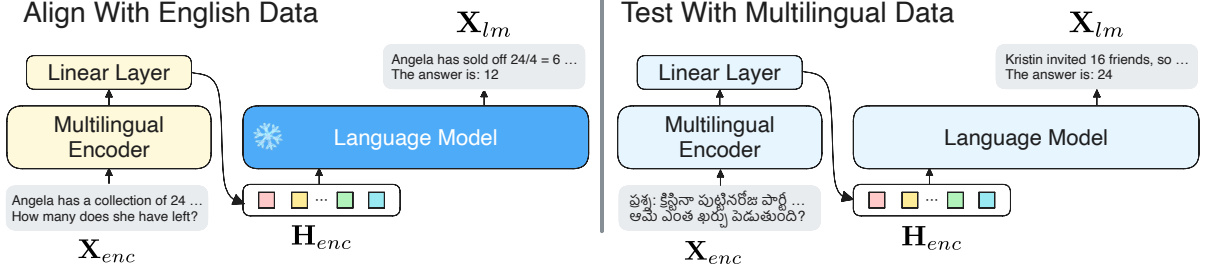 Align With English Data
X_lm
Angela has sold off 24/4 = 6 ...
The answer is: 12
Linear Layer
Multilingual
Encoder
Language Model
Angela has a collection of 24 ...
How many does she have left?
...
H_enc
X_enc
Test With Multilingual Data
X_lm
Kristin invited 16 friends, so ...
The answer is: 24
Linear Layer
Multilingual
Encoder
Language Model
ప్రశ్న: క్రిస్టినా పుట్టినరోజు పార్టీ ...
ఆమె ఎంత ఖర్చు పెడుతుంది?
...
H_enc
X_enc